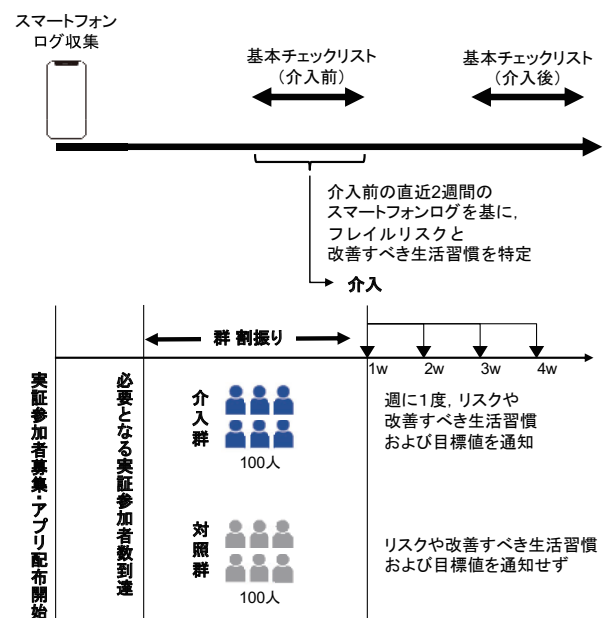 スマートフォン
ログ収集
基本チェックリスト
（介入前）
基本チェックリスト
（介入後）
介入前の直近2週間の
スマートフォンログを基に，
フレイルリスクと
改善すべき生活習慣を特定
介入
群 割振り
1w
2w
3w
4w
実証参加者募集・アプリ配布開始
必要となる実証参加者数到達
介入群
100人
週に１度，リスクや
改善すべき生活習慣
および目標値を通知
対照群
100人
リスクや改善すべき生活習慣
および目標値を通知せず